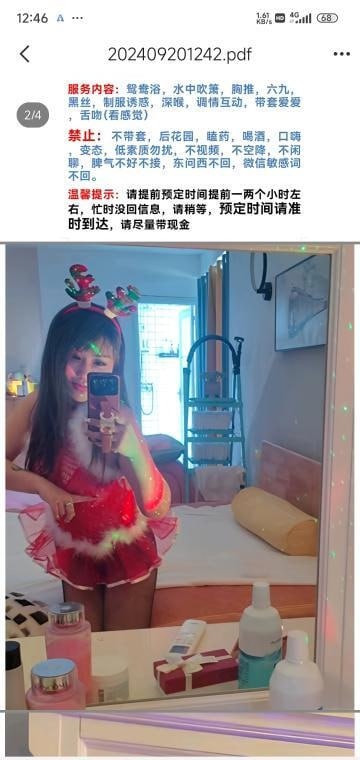 12:46
1.61 KB/s HD 4G 68
202409201242.pdf
2/4
服务内容：鸳鸯浴，水中吹箫，胸推，六九，
黑丝，制服诱惑，深喉，调情互动，带套爱爱
，舌吻(看感觉)
禁止： 不带套，后花园，嗑药，喝酒，口嗨
，变态，低素质勿扰，不视频，不空降，不闲
聊，脾气不好不接，东问西不回，微信敏感词
不回。
温馨提示：请提前预定时间提前一两个小时左
右，忙时没回信息，请稍等，预定时间请准
时到达，请尽量带现金